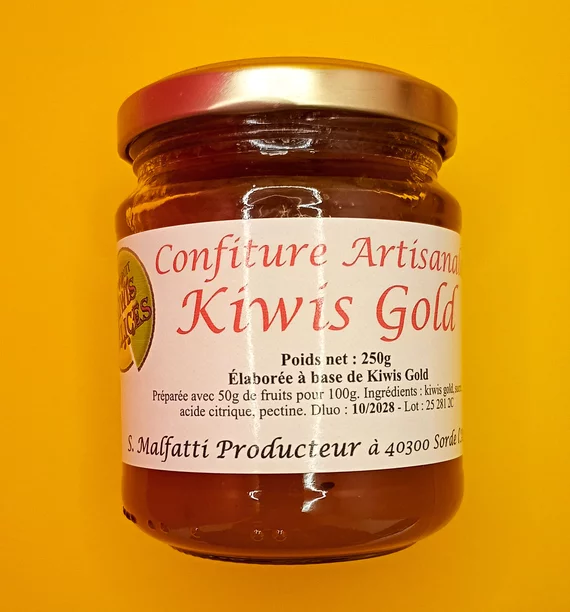 Confiture Artisanal
Kiwis Gold
Poids net : 250g
Élaborée à base de Kiwis Gold
Préparée avec 50g de fruits pour 100g. Ingrédients : kiwis gold,
acide citrique, pectine. Dluo : 10/2028 - Lot : 25 281 2C
S. Malfatti Producteur à 40300 Sorde